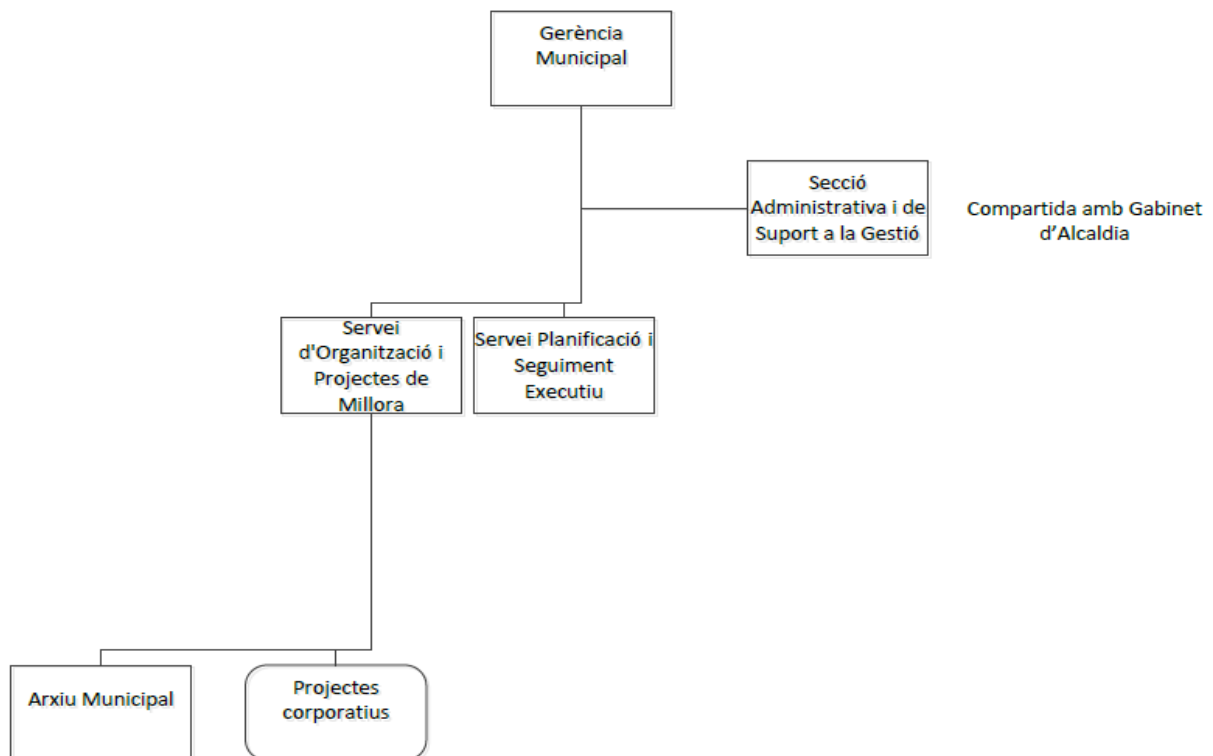 Gerència
Municipal
Secció
Administrativa i de
Suport a la Gestió
Compartida amb Gabinet
d’Alcaldia
Servei
d'Organització i
Projectes de
Millora
Servei Planificació i
Seguiment
Executiu
Arxiu Municipal
Projectes
corporatius